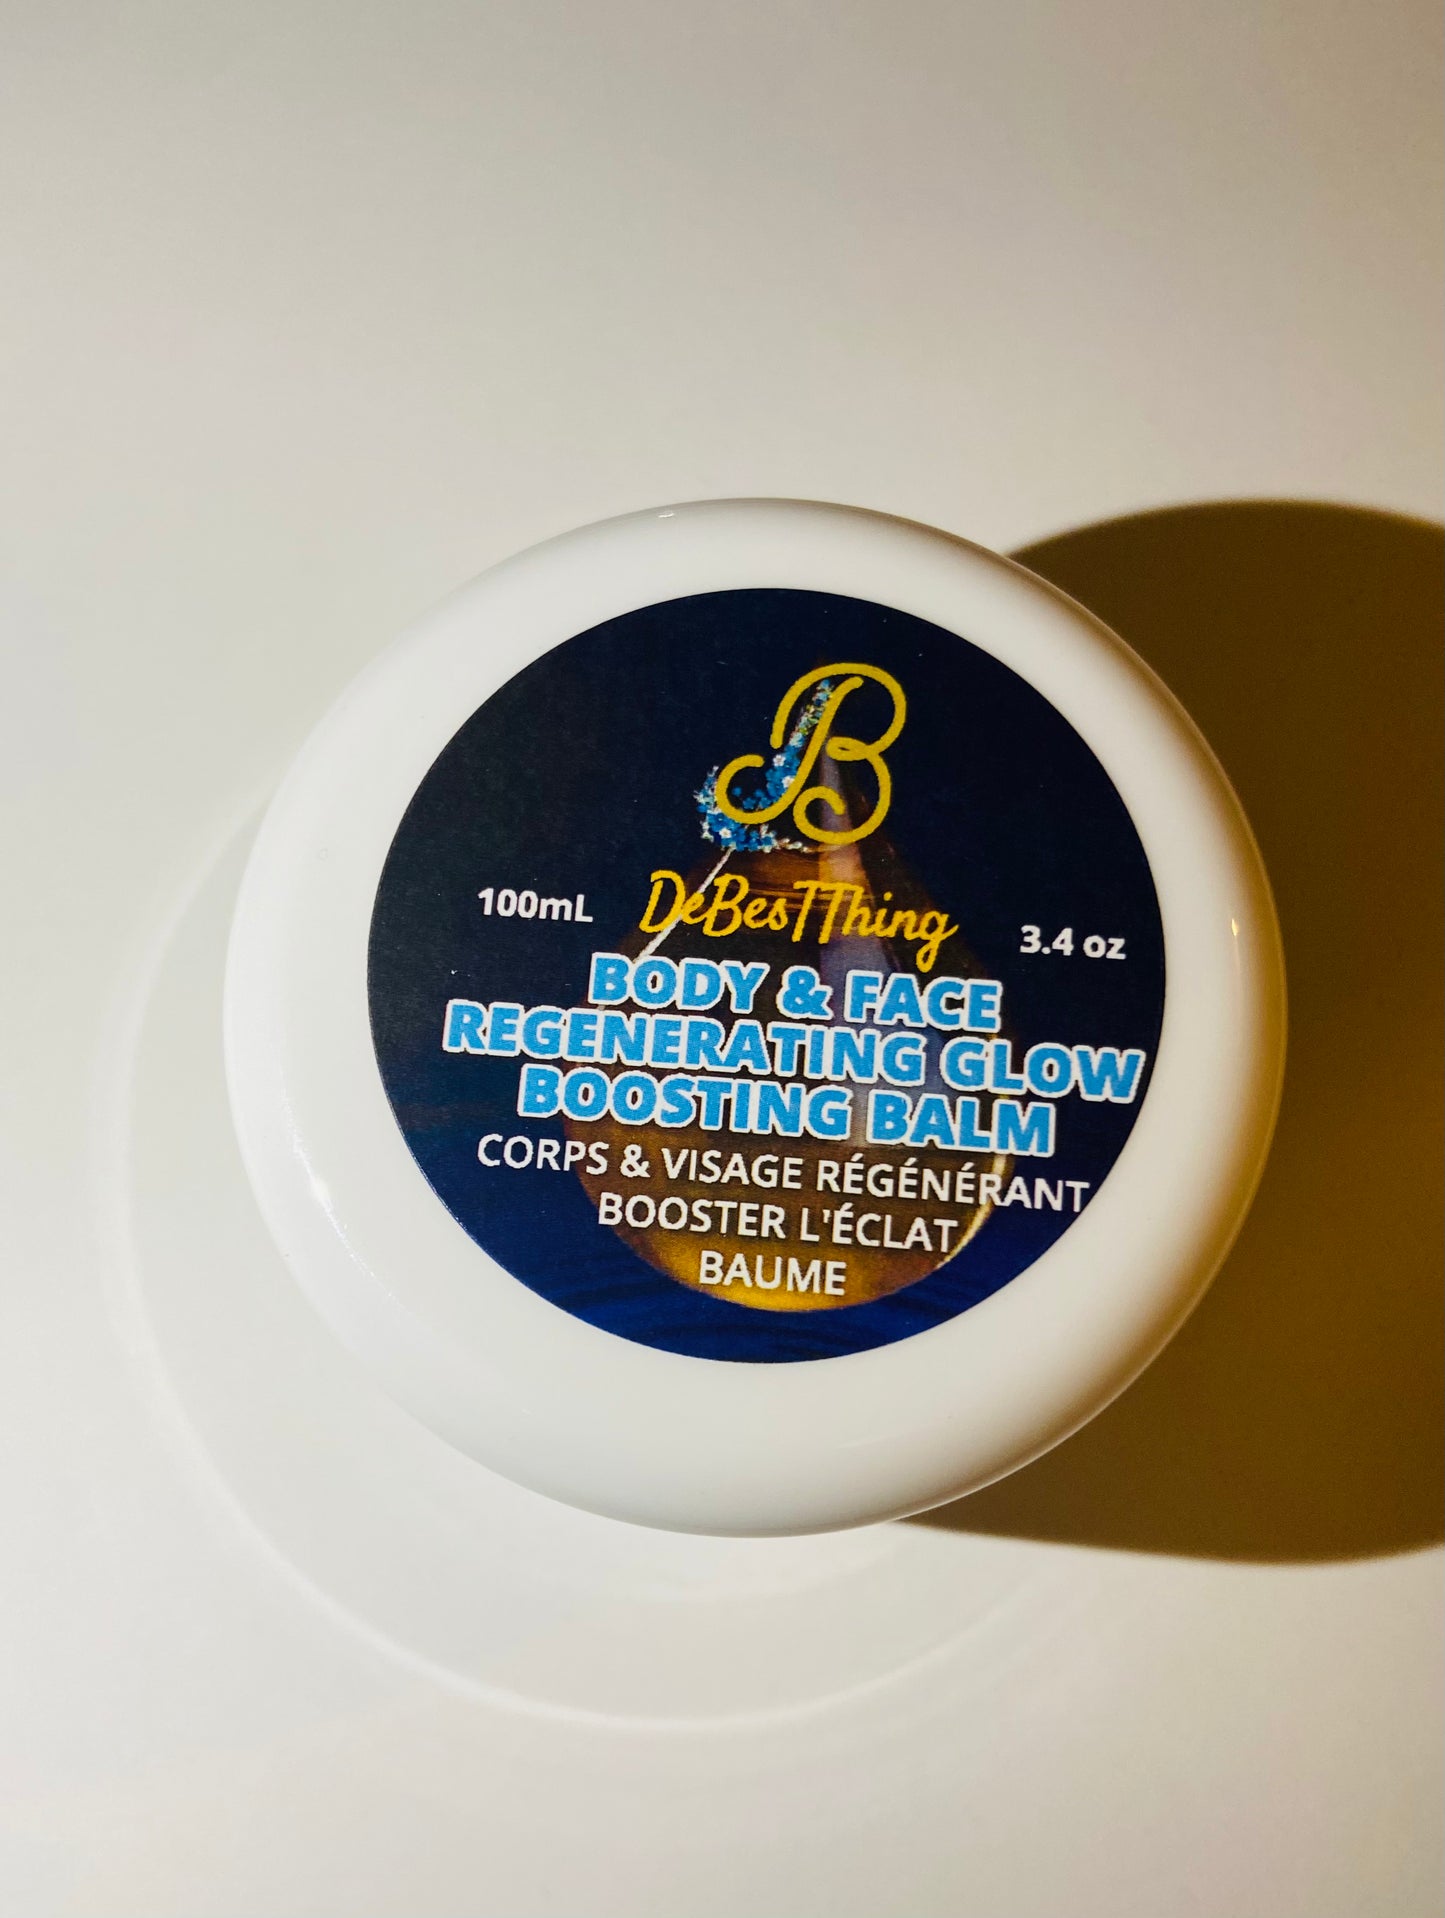 B
DeBesTThing
100mL
3.4 oz
BODY & FACE
REGENERATING GLOW
BOOSTING BALM
CORPS & VISAGE RÉGÉNÉRANT
BOOSTER L'ÉCLAT
BAUME